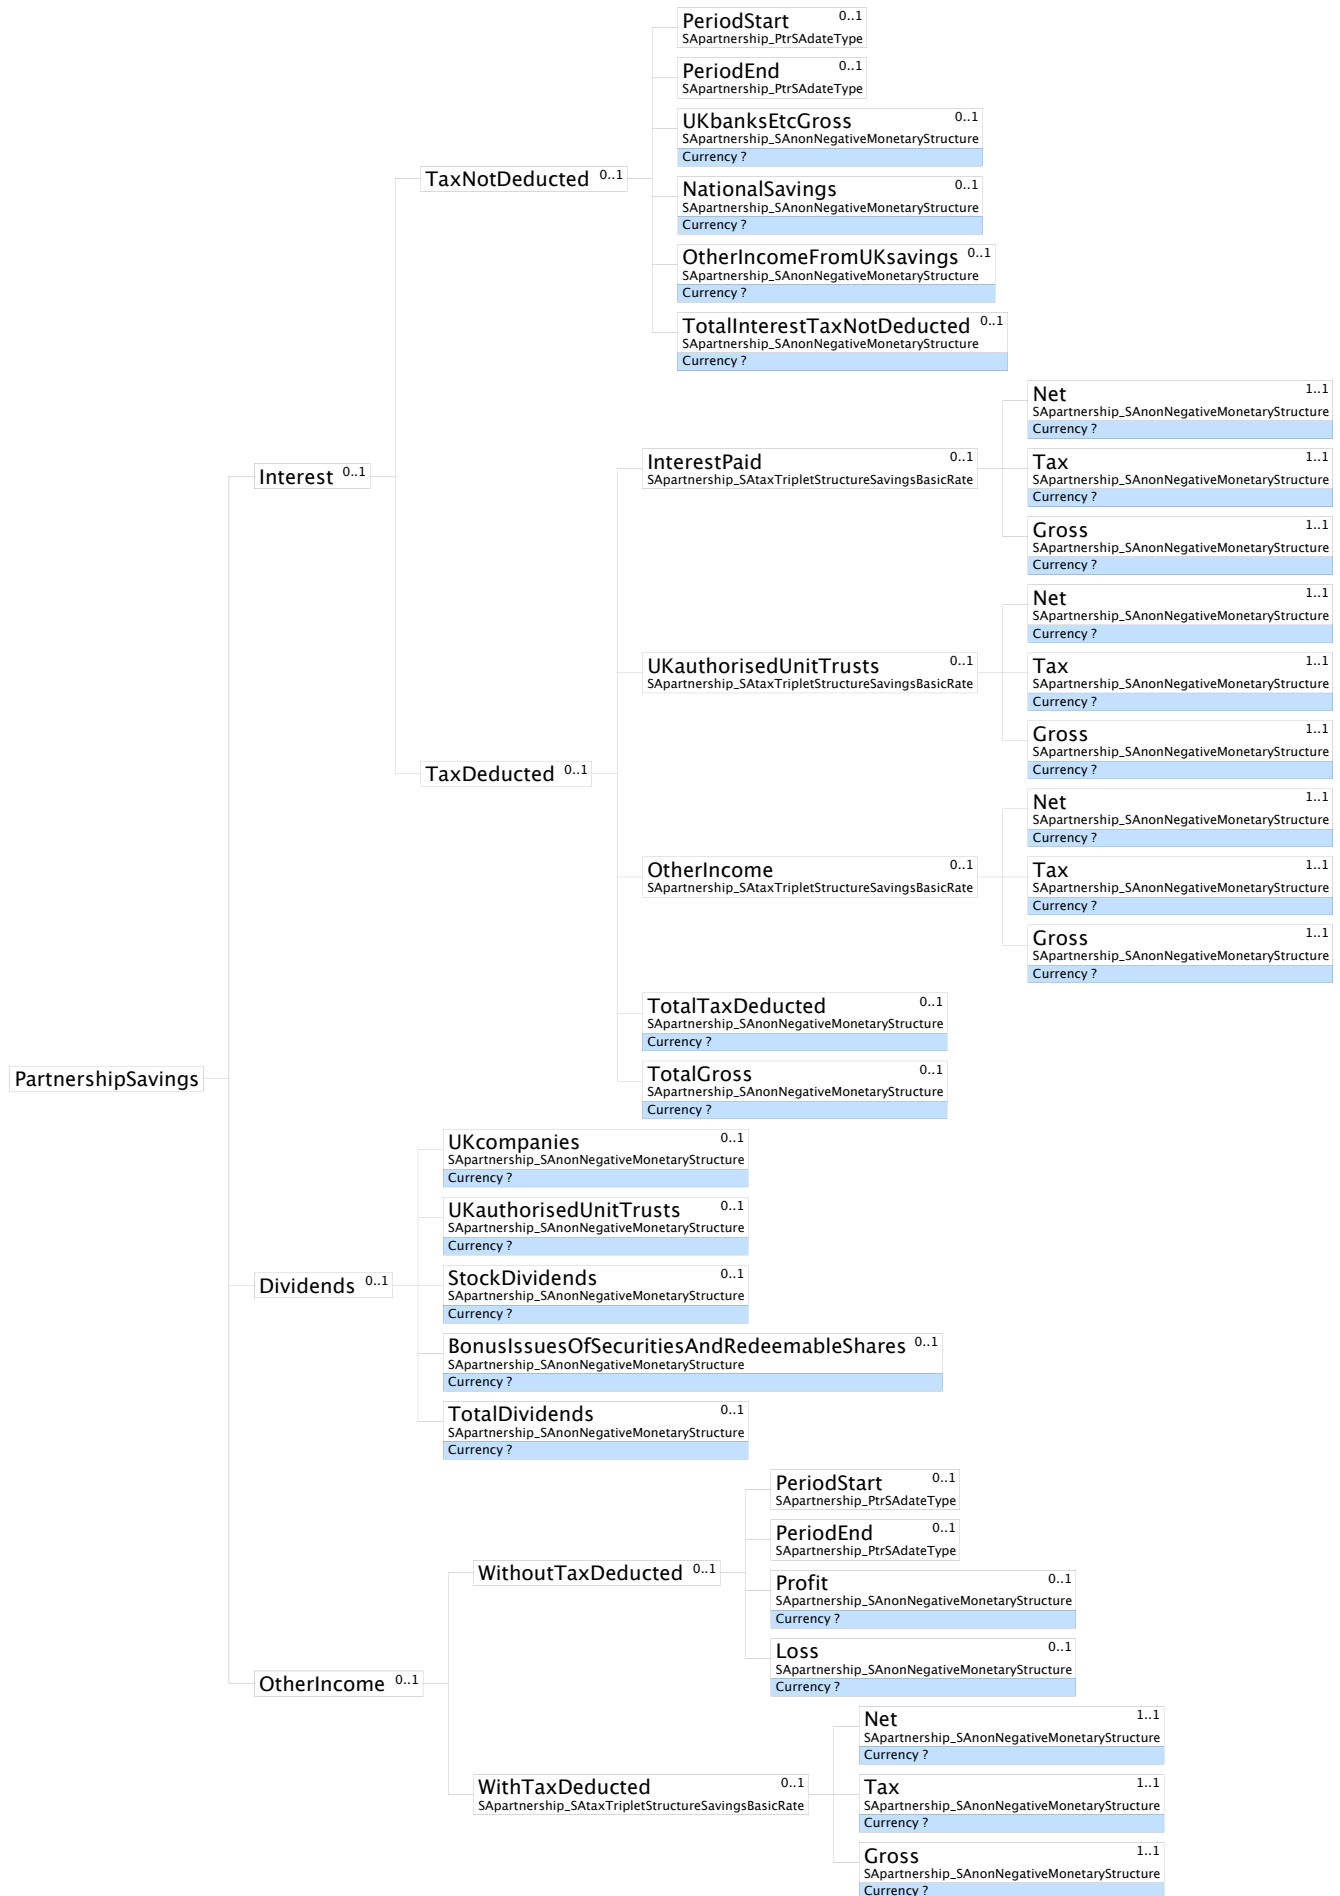 PeriodStart 0..1
SApartnership_PtrSAdateType
PeriodEnd 0..1
SApartnership_PtrSAdateType
UKbanksEtcGross 0..1
SApartnership_SAnonNegativeMonetaryStructure
Currency ?
TaxNotDeducted 0..1
NationalSavings 0..1
SApartnership_SAnonNegativeMonetaryStructure
Currency ?
OtherIncomeFromUKsavings 0..1
SApartnership_SAnonNegativeMonetaryStructure
Currency ?
TotalInterestTaxNotDeducted 0..1
SApartnership_SAnonNegativeMonetaryStructure
Currency ?
Interest 0..1
InterestPaid 0..1
SApartnership_SAtaxTripletStructureSavingsBasicRate
Net 1..1
SApartnership_SAnonNegativeMonetaryStructure
Currency ?
Tax 1..1
SApartnership_SAnonNegativeMonetaryStructure
Currency ?
Gross 1..1
SApartnership_SAnonNegativeMonetaryStructure
Currency ?
UKauthorisedUnitTrusts 0..1
SApartnership_SAtaxTripletStructureSavingsBasicRate
Net 1..1
SApartnership_SAnonNegativeMonetaryStructure
Currency ?
Tax 1..1
SApartnership_SAnonNegativeMonetaryStructure
Currency ?
Gross 1..1
SApartnership_SAnonNegativeMonetaryStructure
Currency ?
TaxDeducted 0..1
OtherIncome 0..1
SApartnership_SAtaxTripletStructureSavingsBasicRate
Net 1..1
SApartnership_SAnonNegativeMonetaryStructure
Currency ?
Tax 1..1
SApartnership_SAnonNegativeMonetaryStructure
Currency ?
Gross 1..1
SApartnership_SAnonNegativeMonetaryStructure
Currency ?
TotalTaxDeducted 0..1
SApartnership_SAnonNegativeMonetaryStructure
Currency ?
TotalGross 0..1
SApartnership_SAnonNegativeMonetaryStructure
Currency ?
PartnershipSavings
UKcompanies 0..1
SApartnership_SAnonNegativeMonetaryStructure
Currency ?
UKauthorisedUnitTrusts 0..1
SApartnership_SAnonNegativeMonetaryStructure
Currency ?
Dividends 0..1
StockDividends 0..1
SApartnership_SAnonNegativeMonetaryStructure
Currency ?
BonusIssuesOfSecuritiesAndRedeemableShares 0..1
SApartnership_SAnonNegativeMonetaryStructure
Currency ?
TotalDividends 0..1
SApartnership_SAnonNegativeMonetaryStructure
Currency ?
PeriodStart 0..1
SApartnership_PtrSAdateType
PeriodEnd 0..1
SApartnership_PtrSAdateType
WithoutTaxDeducted 0..1
Profit 0..1
SApartnership_SAnonNegativeMonetaryStructure
Currency ?
Loss 0..1
SApartnership_SAnonNegativeMonetaryStructure
Currency ?
OtherIncome 0..1
WithTaxDeducted 0..1
SApartnership_SAtaxTripletStructureSavingsBasicRate
Net 1..1
SApartnership_SAnonNegativeMonetaryStructure
Currency ?
Tax 1..1
SApartnership_SAnonNegativeMonetaryStructure
Currency ?
Gross 1..1
SApartnership_SAnonNegativeMonetaryStructure
Currency ?